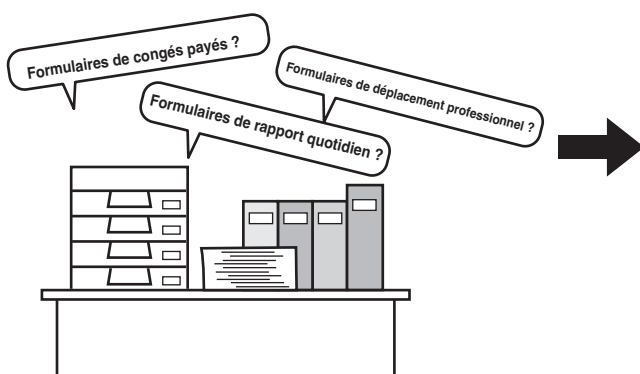 Formulaires de congés payés ?
Formulaires de déplacement professionnel ?
Formulaires de rapport quotidien ?